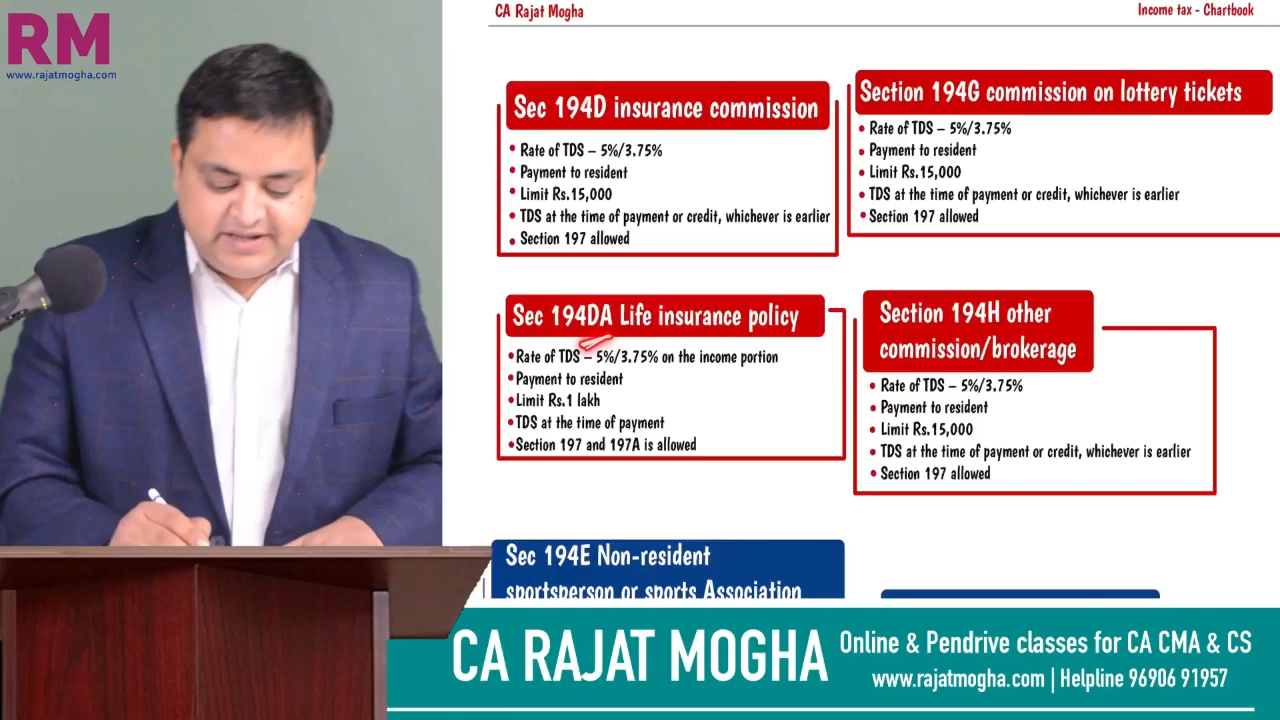 RM
www.rajatmogha.com
CA Rajat Mogha
Income tax - Chartbook
Sec 194D insurance commission
• Rate of TDS – 5%/3.75%
• Payment to resident
• Limit Rs.15,000
• TDS at the time of payment or credit, whichever is earlier
• Section 197 allowed
Section 194G commission on lottery tickets
• Rate of TDS – 5%/3.75%
• Payment to resident
• Limit Rs.15,000
• TDS at the time of payment or credit, whichever is earlier
• Section 197 allowed
Sec 194DA Life insurance policy
• Rate of TDS – 5%/3.75% on the income portion
• Payment to resident
• Limit Rs.1 lakh
• TDS at the time of payment
• Section 197 and 197A is allowed
Section 194H other
commission/brokerage
• Rate of TDS – 5%/3.75%
• Payment to resident
• Limit Rs.15,000
• TDS at the time of payment or credit, whichever is earlier
• Section 197 allowed
Sec 194E Non-resident
sportsperson or sports Association
CA RAJAT MOGHA
Online & Pendrive classes for CA CMA & CS
www.rajatmogha.com | Helpline 96906 91957